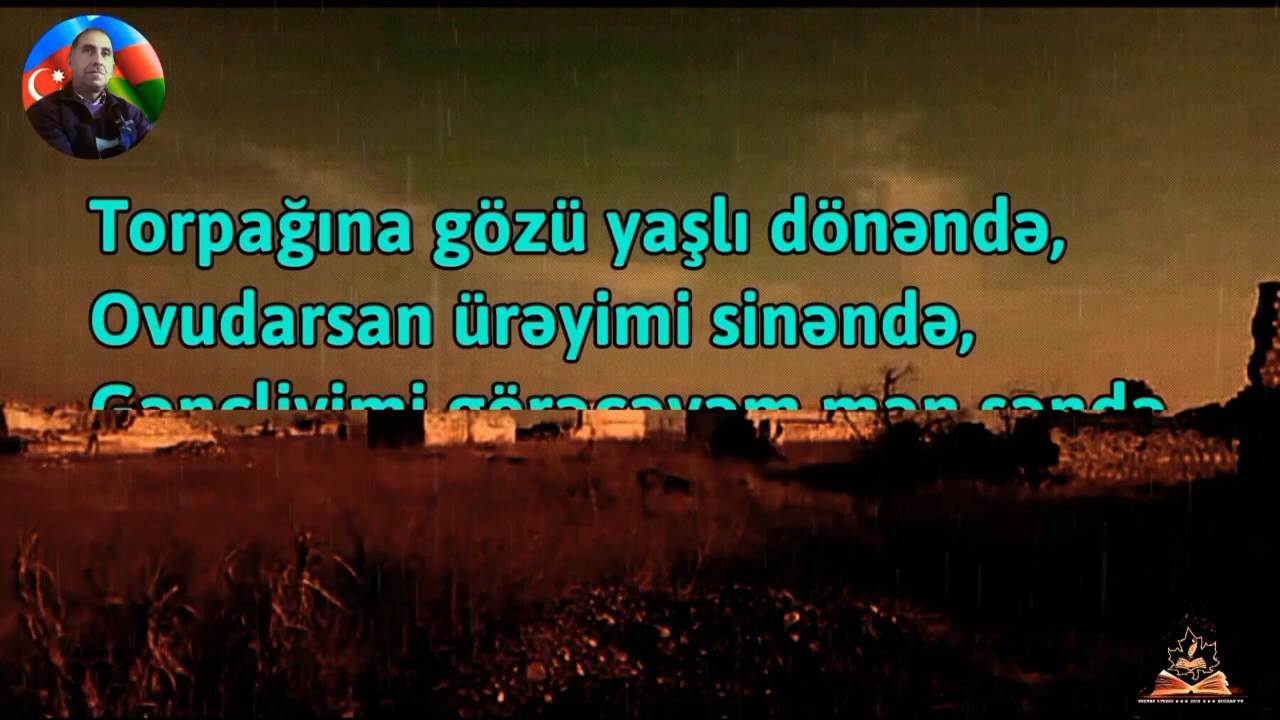 Torpağına gözü yaşlı dönəndə,
Ovudarsan ürəyimi sinəndə,
Gəncliyimi görəcəyəm mən səndə